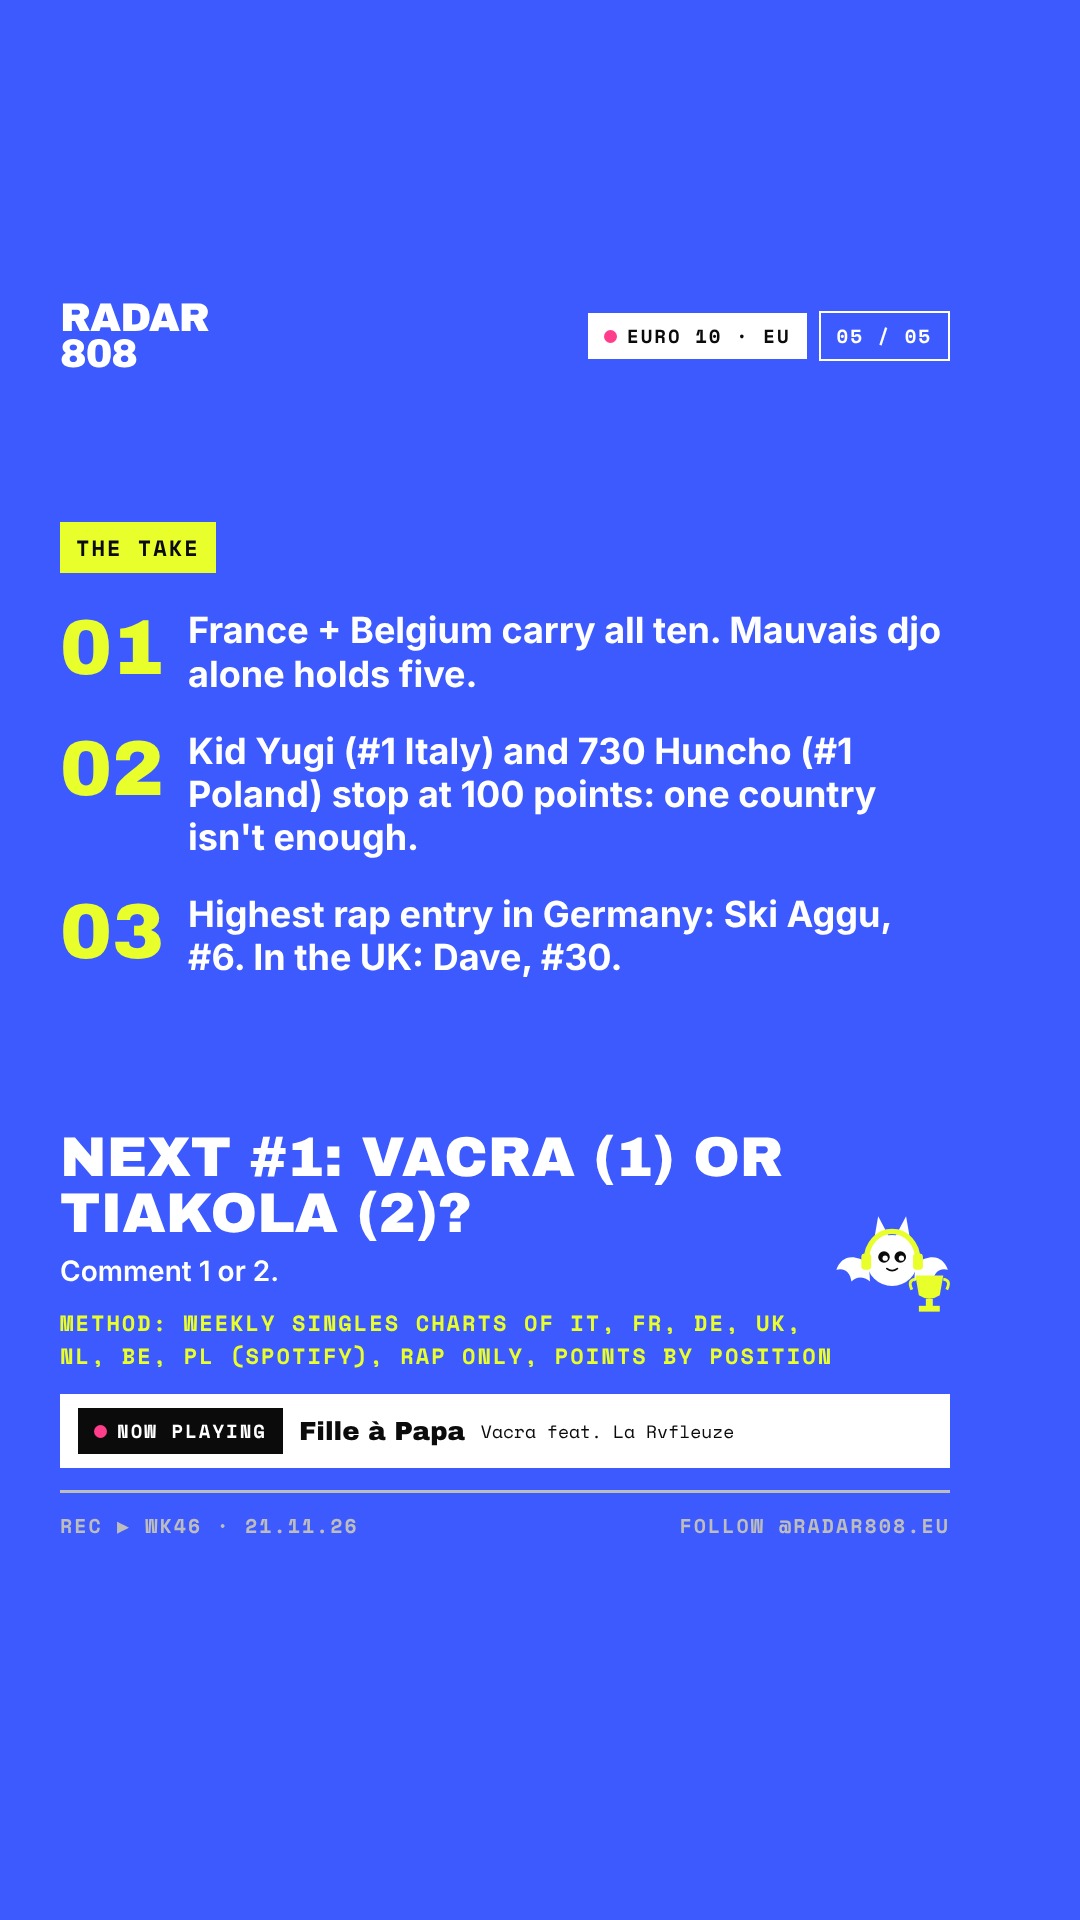 RADAR
808
EURO 10 · EU
05 / 05
THE TAKE
01
France + Belgium carry all ten. Mauvais djo
alone holds five.
02
Kid Yugi (#1 Italy) and 730 Huncho (#1
Poland) stop at 100 points: one country
isn't enough.
03
Highest rap entry in Germany: Ski Aggu,
#6. In the UK: Dave, #30.
NEXT #1: VACRA (1) OR
TIAKOLA (2)?
Comment 1 or 2.
METHOD: WEEKLY SINGLES CHARTS OF IT, FR, DE, UK,
NL, BE, PL (SPOTIFY), RAP ONLY, POINTS BY POSITION
NOW PLAYING Fille à Papa Vacra feat. La Rvfleuze
REC ▶ WK46 · 21.11.26
FOLLOW @RADAR808.EU